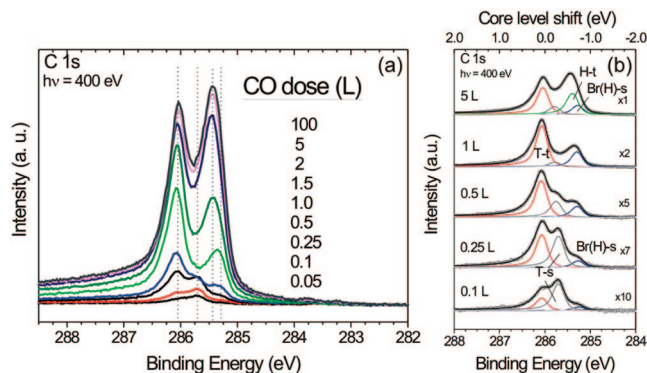 C 1s
hν = 400 eV
(a)
CO dose (L)
100
5
2
1.5
1.0
0.5
0.25
0.1
0.05
Intensity (a. u.)
288 287 286 285 284 283 282
Binding Energy (eV)
Core level shift (eV)
2.0 1.0 0.0 -1.0 -2.0
C 1s
hν = 400 eV
(b)
H-t
Br(H)-s
5 L
x1
1 L
T-t
x2
0.5 L
x5
0.25 L
Br(H)-s x7
T-s
0.1 L
x10
Intensity (a.u.)
288 287 286 285 284
Binding Energy (eV)